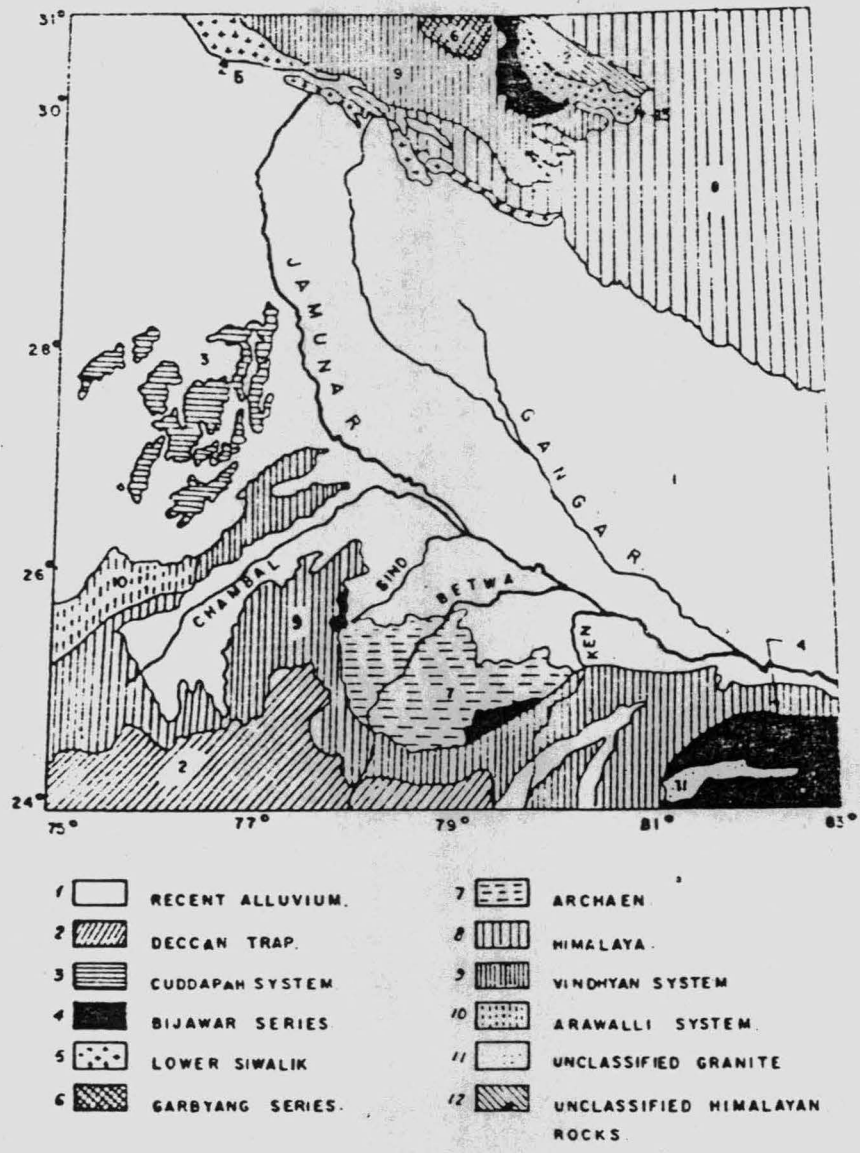 31°
30°
28°
26°
24°
6
2
9
5
23
8
JAMUNA R
3
GANGA R
1
10
CHAMBAL
SIND
BETWA
9
KEN
4
7
2
11
75° 77° 79° 81° 83°
1 RECENT ALLUVIUM.
2 DECCAN TRAP.
3 CUDDAPAH SYSTEM
4 BIJAWAR SERIES.
5 LOWER SIWALIK
6 GARBYANG SERIES.
7 ARCHAEN
8 HIMALAYA.
9 VINDHYAN SYSTEM
10 ARAWALLI SYSTEM.
11 UNCLASSIFIED GRANITE
12 UNCLASSIFIED HIMALAYAN
ROCKS